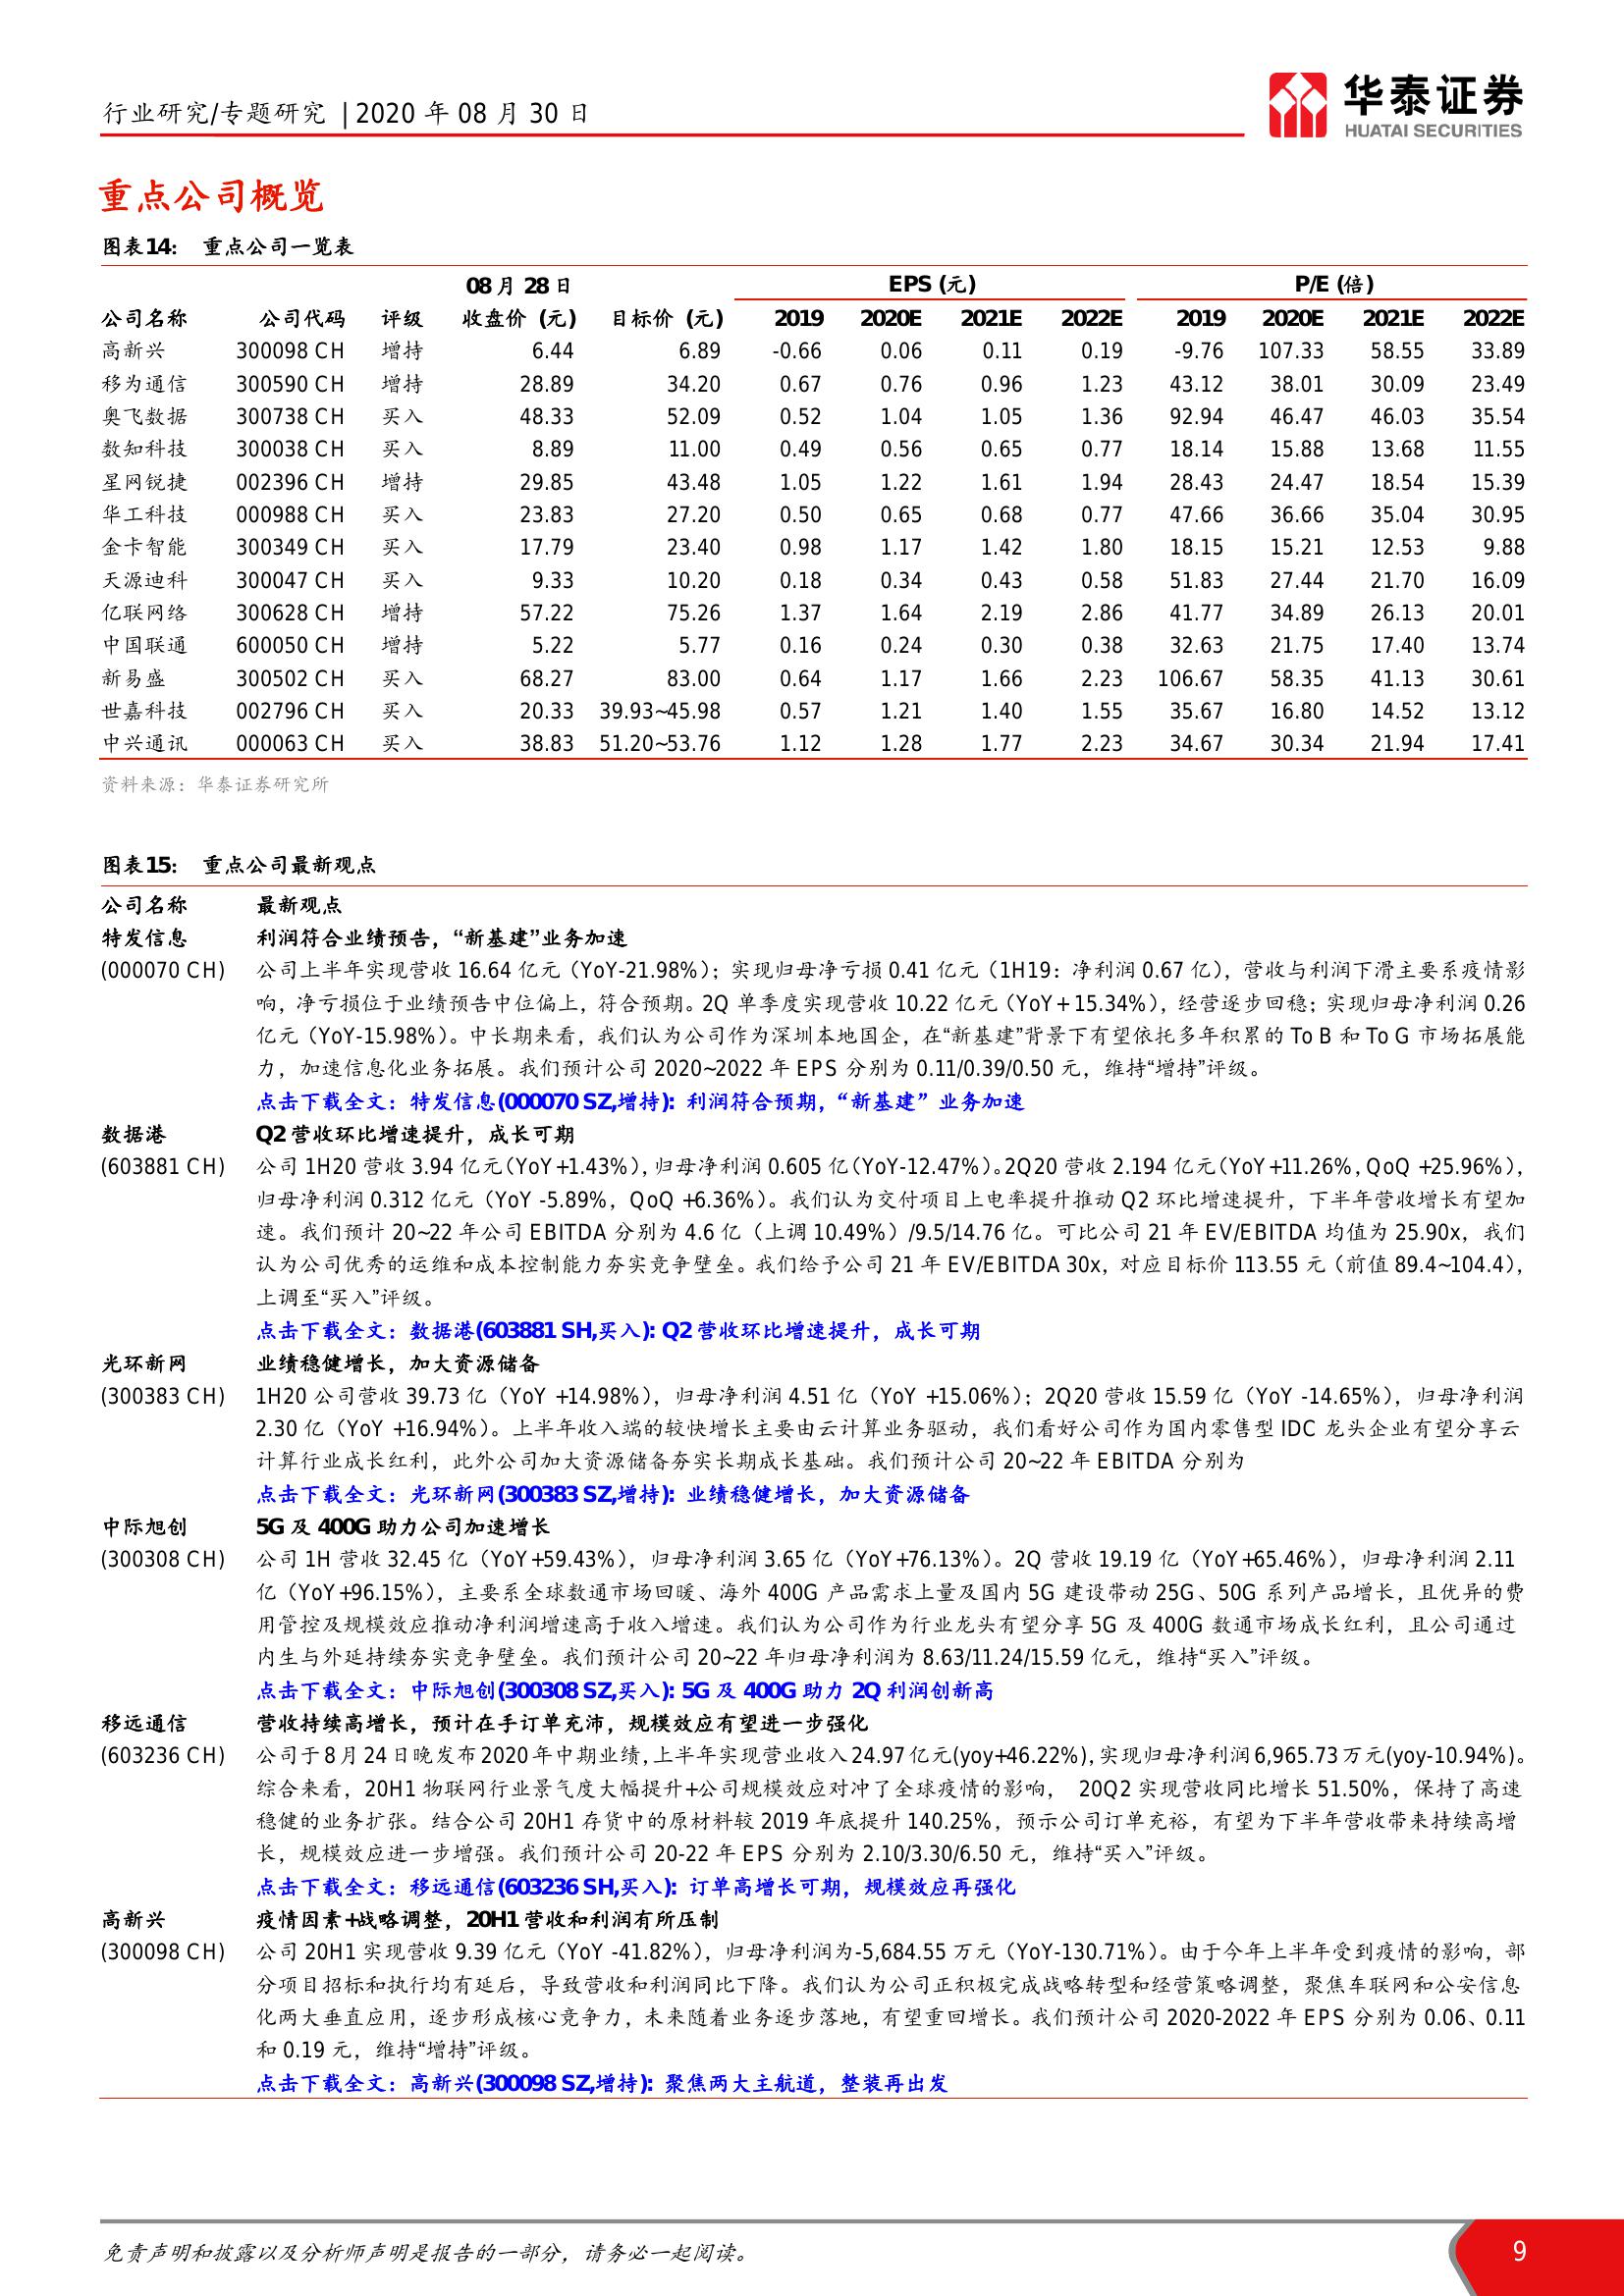 行业研究/专题研究 | 2020 年 08 月 30 日
华泰证券
HUATAI SECURITIES
重点公司概览
图表14： 重点公司一览表
08 月 28 日 EPS (元) P/E (倍)
公司名称 公司代码 评级 收盘价 (元) 目标价 (元) 2019 2020E 2021E 2022E 2019 2020E 2021E 2022E
高新兴 300098 CH 增持 6.44 6.89 -0.66 0.06 0.11 0.19 -9.76 107.33 58.55 33.89
移为通信 300590 CH 增持 28.89 34.20 0.67 0.76 0.96 1.23 43.12 38.01 30.09 23.49
奥飞数据 300738 CH 买入 48.33 52.09 0.52 1.04 1.05 1.36 92.94 46.47 46.03 35.54
数知科技 300038 CH 买入 8.89 11.00 0.49 0.56 0.65 0.77 18.14 15.88 13.68 11.55
星网锐捷 002396 CH 增持 29.85 43.48 1.05 1.22 1.61 1.94 28.43 24.47 18.54 15.39
华工科技 000988 CH 买入 23.83 27.20 0.50 0.65 0.68 0.77 47.66 36.66 35.04 30.95
金卡智能 300349 CH 买入 17.79 23.40 0.98 1.17 1.42 1.80 18.15 15.21 12.53 9.88
天源迪科 300047 CH 买入 9.33 10.20 0.18 0.34 0.43 0.58 51.83 27.44 21.70 16.09
亿联网络 300628 CH 增持 57.22 75.26 1.37 1.64 2.19 2.86 41.77 34.89 26.13 20.01
中国联通 600050 CH 增持 5.22 5.77 0.16 0.24 0.30 0.38 32.63 21.75 17.40 13.74
新易盛 300502 CH 买入 68.27 83.00 0.64 1.17 1.66 2.23 106.67 58.35 41.13 30.61
世嘉科技 002796 CH 买入 20.33 39.93~45.98 0.57 1.21 1.40 1.55 35.67 16.80 14.52 13.12
中兴通讯 000063 CH 买入 38.83 51.20~53.76 1.12 1.28 1.77 2.23 34.67 30.34 21.94 17.41
资料来源：华泰证券研究所
图表15： 重点公司最新观点
公司名称 最新观点
特发信息 利润符合业绩预告，“新基建”业务加速
(000070 CH) 公司上半年实现营收 16.64 亿元（YoY-21.98%）；实现归母净亏损 0.41 亿元（1H19：净利润 0.67 亿），营收与利润下滑主要系疫情影
响，净亏损位于业绩预告中位偏上，符合预期。2Q 单季度实现营收 10.22 亿元（YoY+ 15.34%），经营逐步回稳；实现归母净利润 0.26
亿元（YoY-15.98%）。中长期来看，我们认为公司作为深圳本地国企，在“新基建”背景下有望依托多年积累的 To B 和 To G 市场拓展能
力，加速信息化业务拓展。我们预计公司 2020~2022 年 EPS 分别为 0.11/0.39/0.50 元，维持“增持”评级。
点击下载全文：特发信息(000070 SZ,增持)：利润符合预期，“新基建” 业务加速
数据港 Q2 营收环比增速提升，成长可期
(603881 CH) 公司 1H20 营收 3.94 亿元（YoY+1.43%），归母净利润 0.605 亿（YoY-12.47%）。2Q20 营收 2.194 亿元（YoY+11.26%，QoQ +25.96%），
归母净利润 0.312 亿元（YoY -5.89%，QoQ +6.36%）。我们认为交付项目上电率提升推动 Q2 环比增速提升，下半年营收增长有望加
速。我们预计 20~22 年公司 EBITDA 分别为 4.6 亿（上调 10.49%）/9.5/14.76 亿。可比公司 21 年 EV/EBITDA 均值为 25.90x，我们
认为公司优秀的运维和成本控制能力夯实竞争壁垒。我们给予公司 21 年 EV/EBITDA 30x，对应目标价 113.55 元（前值 89.4~104.4），
上调至“买入”评级。
点击下载全文：数据港(603881 SH,买入)：Q2 营收环比增速提升，成长可期
光环新网 业绩稳健增长，加大资源储备
(300383 CH) 1H20 公司营收 39.73 亿（YoY +14.98%），归母净利润 4.51 亿（YoY +15.06%）；2Q20 营收 15.59 亿（YoY -14.65%），归母净利润
2.30 亿（YoY +16.94%）。上半年收入端的较快增长主要由云计算业务驱动，我们看好公司作为国内零售型 IDC 龙头企业有望分享云
计算行业成长红利，此外公司加大资源储备夯实长期成长基础。我们预计公司 20~22 年 EBITDA 分别为
点击下载全文：光环新网(300383 SZ,增持)：业绩稳健增长，加大资源储备
中际旭创 5G 及 400G 助力公司加速增长
(300308 CH) 公司 1H 营收 32.45 亿（YoY+59.43%），归母净利润 3.65 亿（YoY+76.13%）。2Q 营收 19.19 亿（YoY+65.46%），归母净利润 2.11
亿（YoY+96.15%），主要系全球数通市场回暖、海外 400G 产品需求上量及国内 5G 建设带动 25G、50G 系列产品增长，且优异的费
用管控及规模效应推动净利润增速高于收入增速。我们认为公司作为行业龙头有望分享 5G 及 400G 数通市场成长红利，且公司通过
内生与外延持续夯实竞争壁垒。我们预计公司 20~22 年归母净利润为 8.63/11.24/15.59 亿元，维持“买入”评级。
点击下载全文：中际旭创(300308 SZ,买入)：5G 及 400G 助力 2Q 利润创新高
移远通信 营收持续高增长，预计在手订单充沛，规模效应有望进一步强化
(603236 CH) 公司于 8 月 24 日晚发布 2020 年中期业绩，上半年实现营业收入 24.97 亿元(yoy+46.22%)，实现归母净利润 6,965.73 万元(yoy-10.94%)。
综合来看，20H1 物联网行业景气度大幅提升+公司规模效应对冲了全球疫情的影响， 20Q2 实现营收同比增长 51.50%，保持了高速
稳健的业务扩张。结合公司 20H1 存货中的原材料较 2019 年底提升 140.25%，预示公司订单充裕，有望为下半年营收带来持续高增
长，规模效应进一步增强。我们预计公司 20-22 年 EPS 分别为 2.10/3.30/6.50 元，维持“买入”评级。
点击下载全文：移远通信(603236 SH,买入)：订单高增长可期，规模效应再强化
高新兴 疫情因素+战略调整，20H1 营收和利润有所压制
(300098 CH) 公司 20H1 实现营收 9.39 亿元（YoY -41.82%），归母净利润为-5,684.55 万元（YoY-130.71%）。由于今年上半年受到疫情的影响，部
分项目招标和执行均有延后，导致营收和利润同比下降。我们认为公司正积极完成战略转型和经营策略调整，聚焦车联网和公安信息
化两大垂直应用，逐步形成核心竞争力，未来随着业务逐步落地，有望重回增长。我们预计公司 2020-2022 年 EPS 分别为 0.06、0.11
和 0.19 元，维持“增持”评级。
点击下载全文：高新兴(300098 SZ,增持)：聚焦两大主航道，整装再出发
免责声明和披露以及分析师声明是报告的一部分，请务必一起阅读。 9